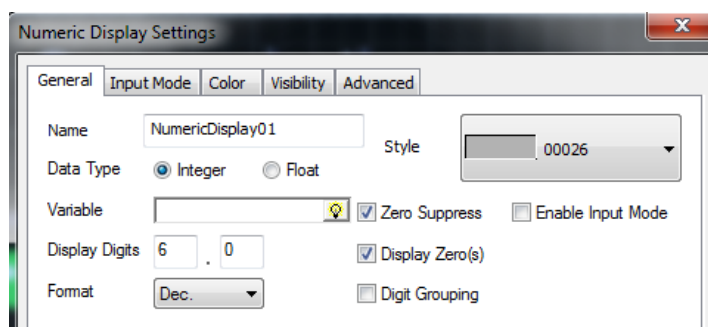 Numeric Display Settings
General Input Mode Color Visibility Advanced
Name NumericDisplay01 Style 00026
Data Type Integer Float
Variable Zero Suppress Enable Input Mode
Display Digits 6 . 0 Display Zero(s)
Format Dec. Digit Grouping